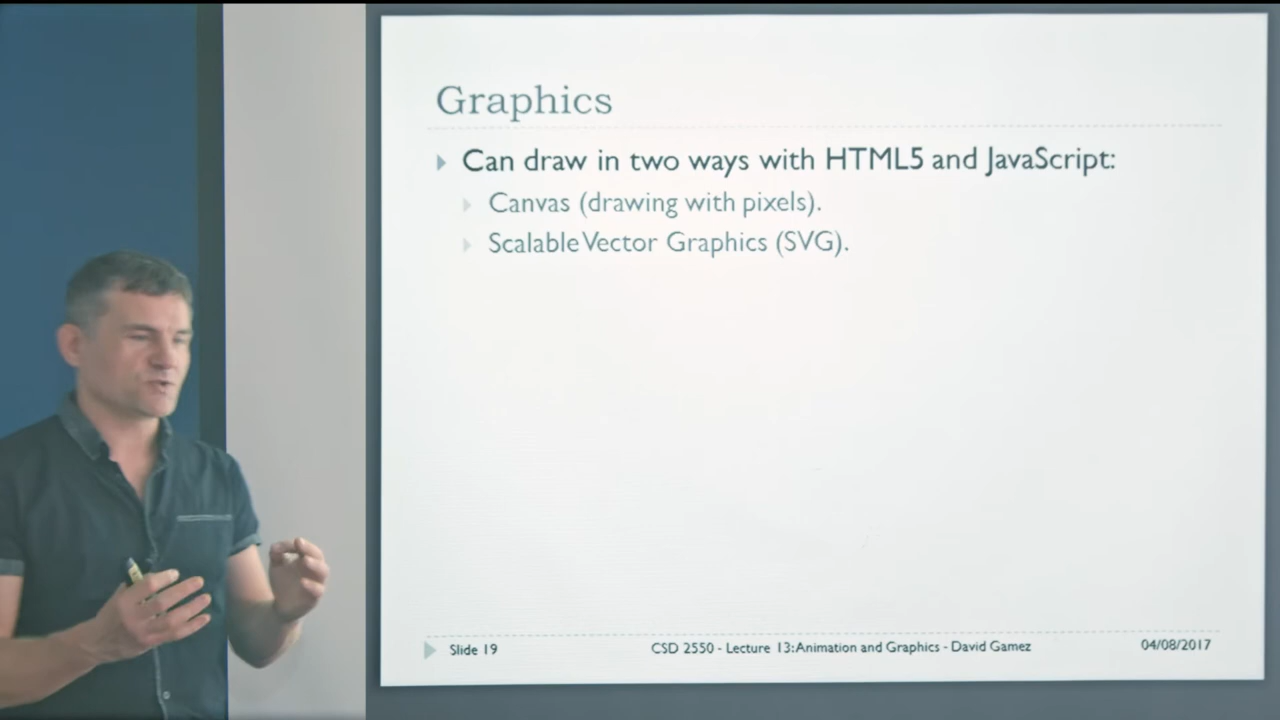 Graphics
Can draw in two ways with HTML5 and JavaScript:
Canvas (drawing with pixels).
Scalable Vector Graphics (SVG).
Slide 19
CSD 2550 - Lecture 13:Animation and Graphics - David Gamez
04/08/2017